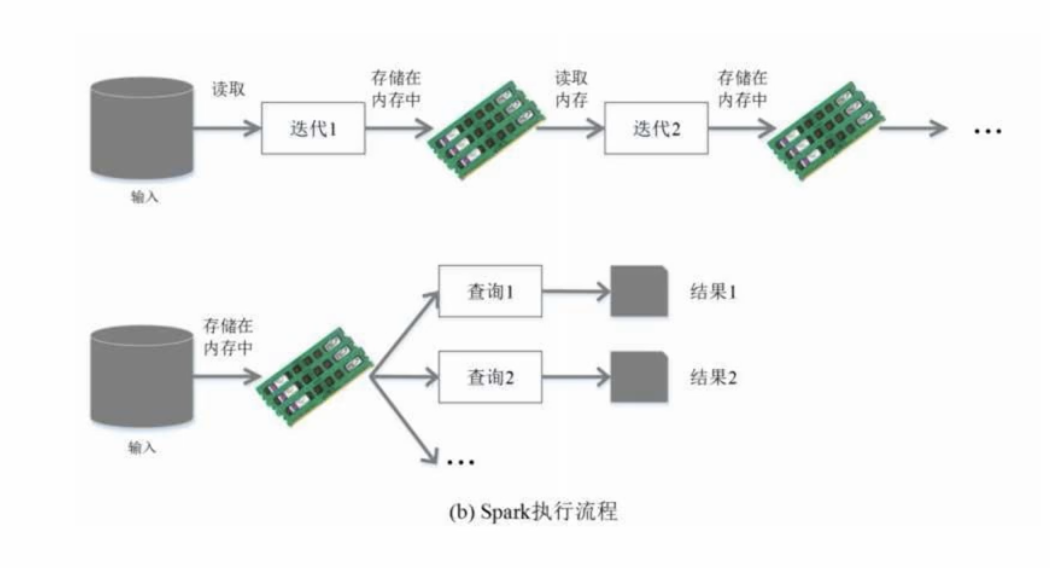 读取
存储在
内存中
读取
内存
存储在
内存中
迭代1
迭代2
...
输入
查询1
结果1
存储在
内存中
查询2
结果2
输入
...
(b) Spark执行流程